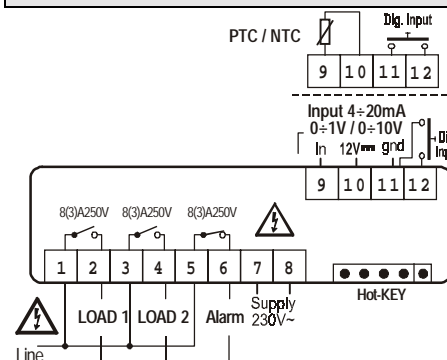 Dig. Input
PTC / NTC
9 10 11 12
Input 4÷20mA
0÷1V / 0÷10V
In 12V gnd
9 10 11 12
8(3)A250V 8(3)A250V 8(3)A250V
1 2 3 4 5 6 7 8
Hot-KEY
LOAD 1 LOAD 2 Alarm Supply
230V~
Line